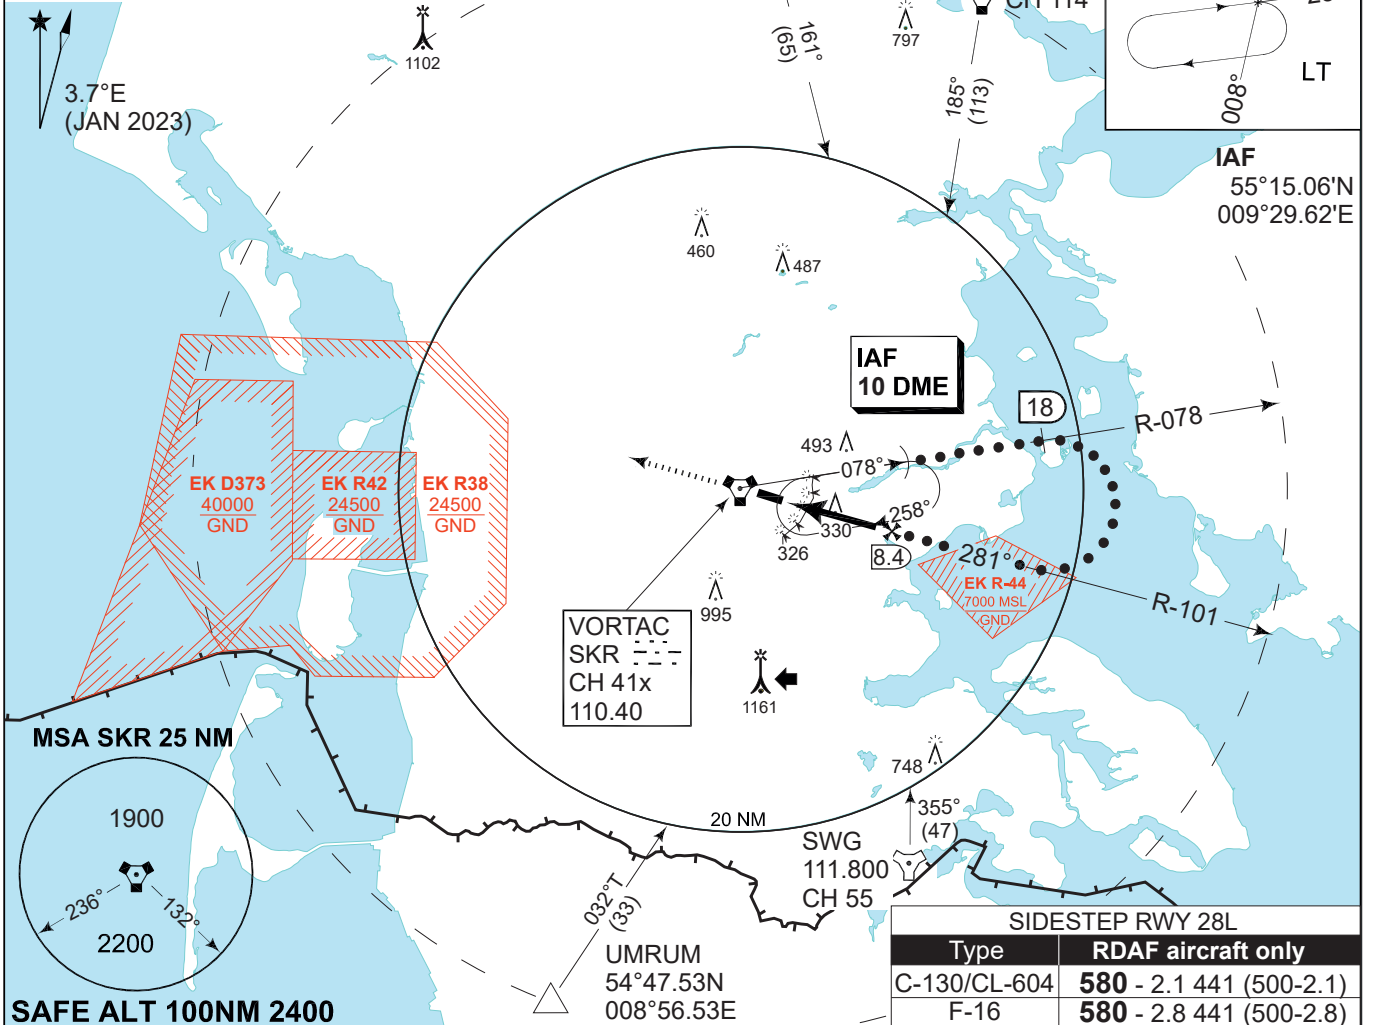 3.7°E
(JAN 2023)
1102
161°
(65)
797
CH 114
185°
(113)
008°
LT
IAF
55°15.06'N
009°29.62'E
460
487
IAF
10 DME
18
R-078
493
078°
258°
330
326
8.4
281°
R-101
EK D373
40000
GND
EK R42
24500
GND
EK R38
24500
GND
EK R-44
7000 MSL
GND
995
VORTAC
SKR
CH 41x
110.40
1161
MSA SKR 25 NM
1900
236°
132°
2200
SAFE ALT 100NM 2400
748
20 NM
355°
(47)
SWG
111.800
CH 55
032°T
(33)
UMRUM
54°47.53N
008°56.53E
SIDESTEP RWY 28L
Type RDAF aircraft only
C-130/CL-604 580 - 2.1 441 (500-2.1)
F-16 580 - 2.8 441 (500-2.8)